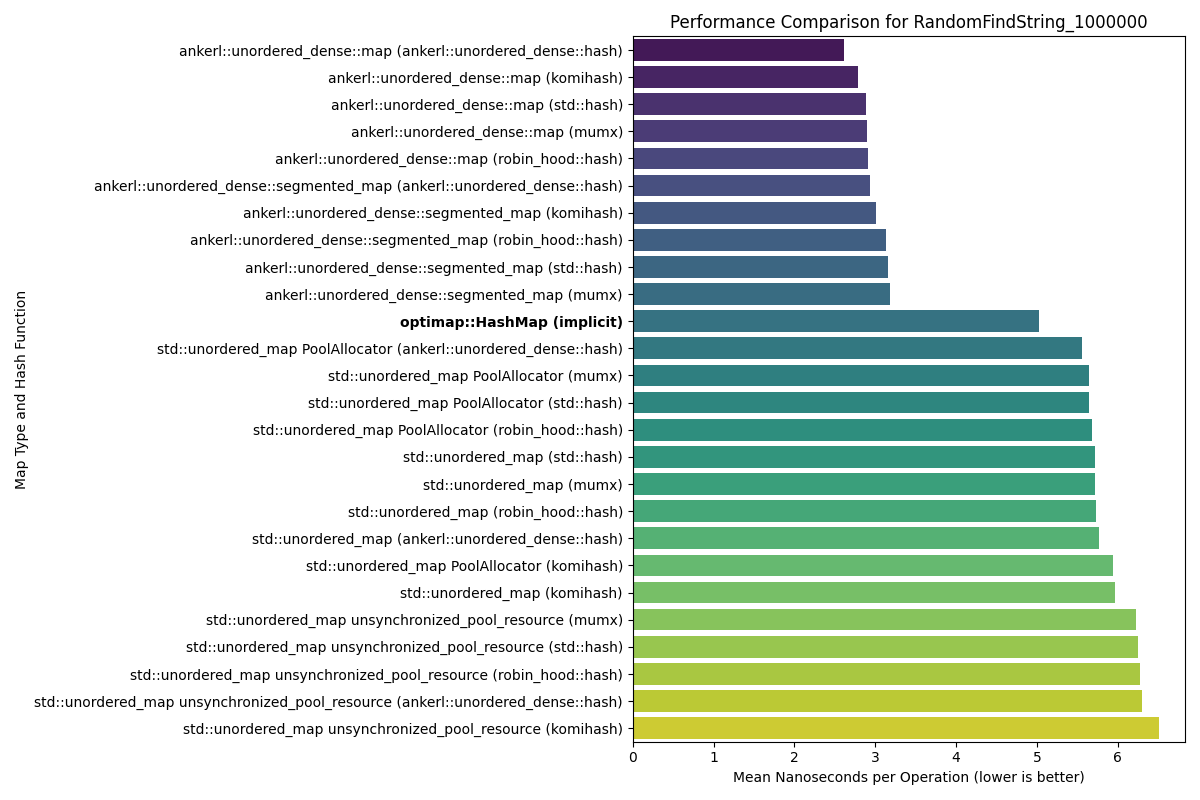 Performance Comparison for RandomFindString_1000000
Map Type and Hash Function
ankerl::unordered_dense::map (ankerl::unordered_dense::hash)
ankerl::unordered_dense::map (komihash)
ankerl::unordered_dense::map (std::hash)
ankerl::unordered_dense::map (mumx)
ankerl::unordered_dense::map (robin_hood::hash)
ankerl::unordered_dense::segmented_map (ankerl::unordered_dense::hash)
ankerl::unordered_dense::segmented_map (komihash)
ankerl::unordered_dense::segmented_map (robin_hood::hash)
ankerl::unordered_dense::segmented_map (std::hash)
ankerl::unordered_dense::segmented_map (mumx)
optimap::HashMap (implicit)
std::unordered_map PoolAllocator (ankerl::unordered_dense::hash)
std::unordered_map PoolAllocator (mumx)
std::unordered_map PoolAllocator (std::hash)
std::unordered_map PoolAllocator (robin_hood::hash)
std::unordered_map (std::hash)
std::unordered_map (mumx)
std::unordered_map (robin_hood::hash)
std::unordered_map (ankerl::unordered_dense::hash)
std::unordered_map PoolAllocator (komihash)
std::unordered_map (komihash)
std::unordered_map unsynchronized_pool_resource (mumx)
std::unordered_map unsynchronized_pool_resource (std::hash)
std::unordered_map unsynchronized_pool_resource (robin_hood::hash)
std::unordered_map unsynchronized_pool_resource (ankerl::unordered_dense::hash)
std::unordered_map unsynchronized_pool_resource (komihash)
0 1 2 3 4 5 6
Mean Nanoseconds per Operation (lower is better)